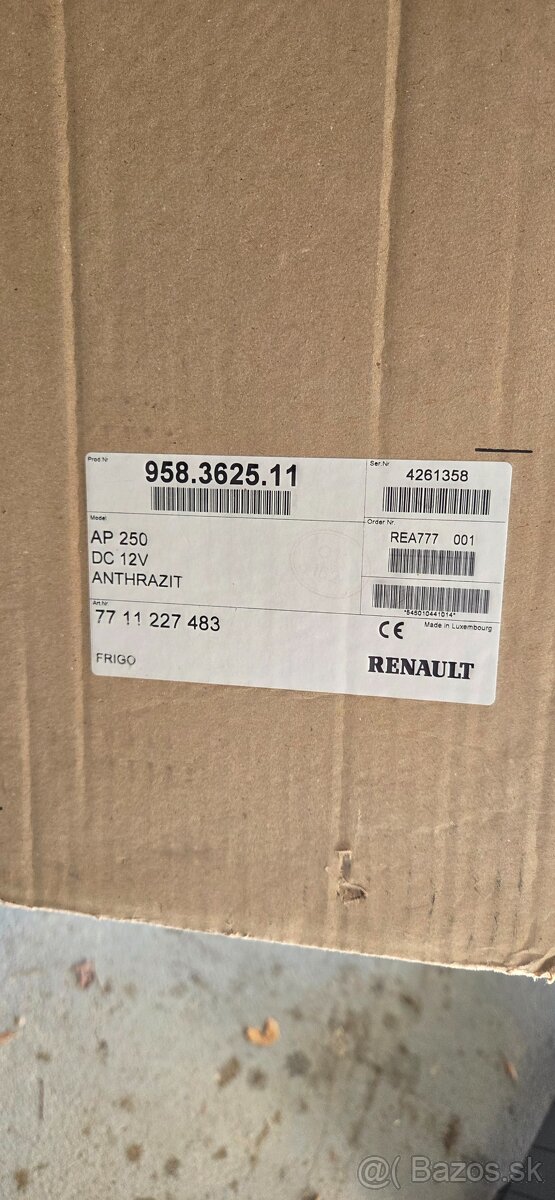 Prod.Nr
958.3625.11
Ser.Nr
4261358
Model
AP 250
DC 12V
ANTHRAZIT
Order Nr.
REA777 001
*545010441014*
Art.Nr.
77 11 227 483
FRIGO
CE
Made in Luxembourg
RENAULT
@( Bazos.sk